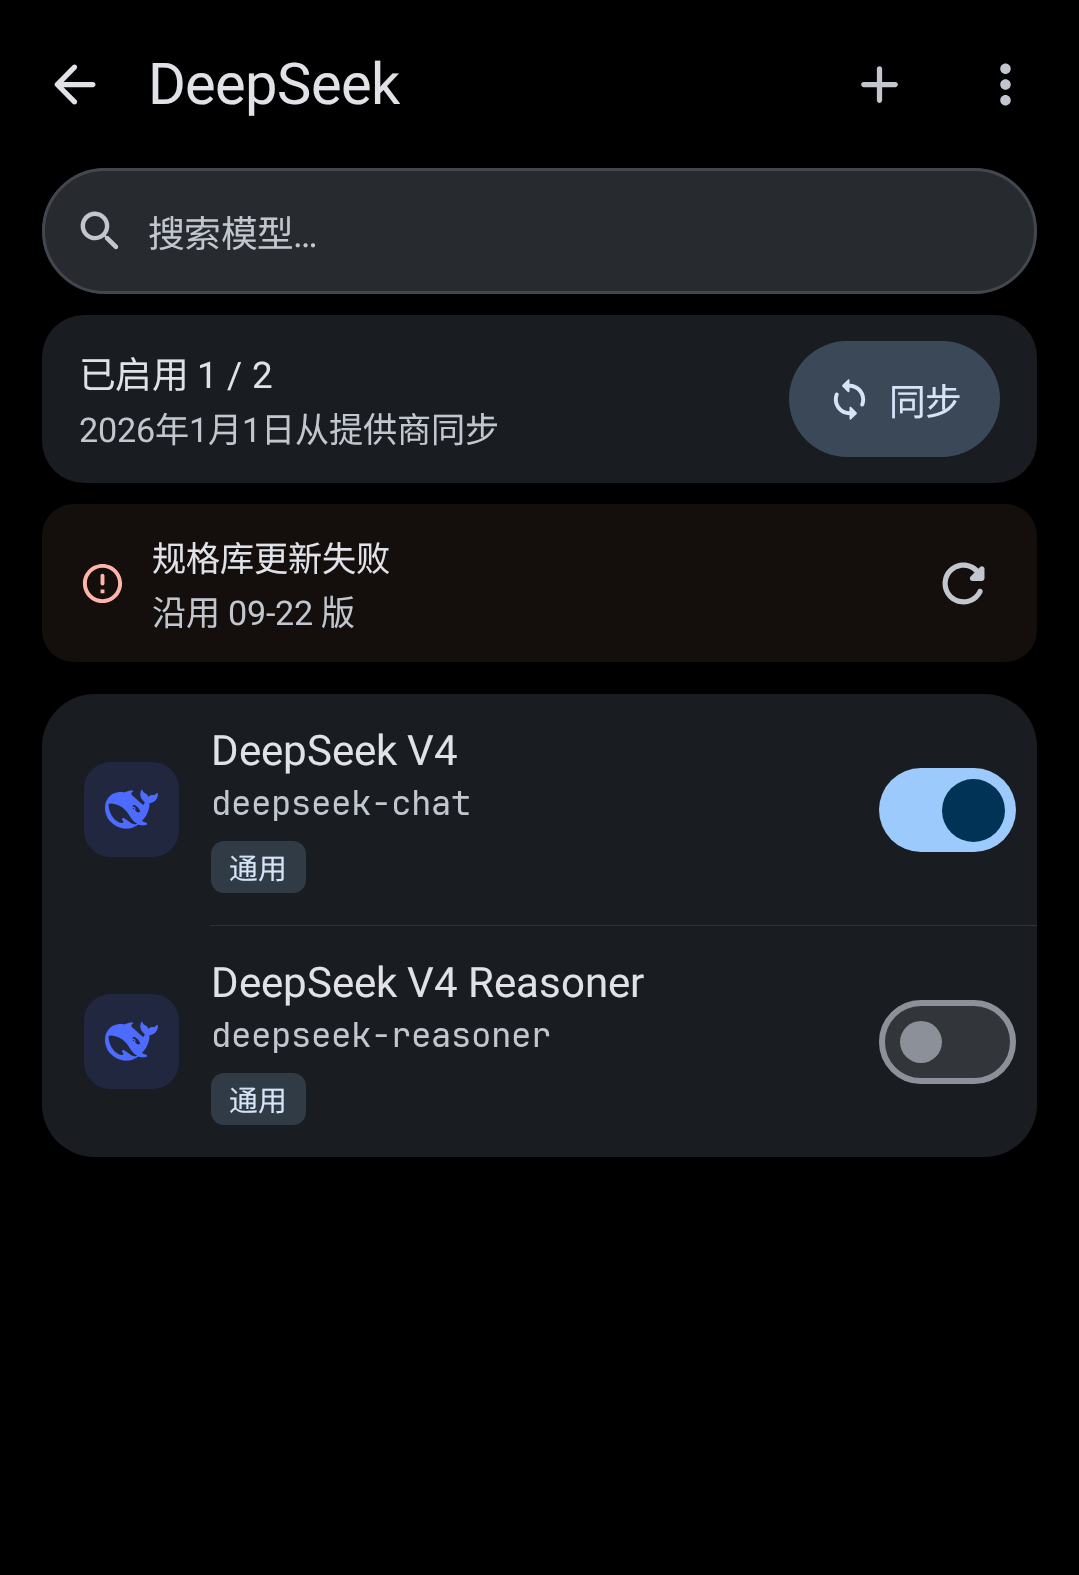 DeepSeek
搜索模型...
已启用 1 / 2
2026年1月1日从提供商同步
同步
规格库更新失败
沿用 09-22 版
DeepSeek V4
deepseek-chat
通用
DeepSeek V4 Reasoner
deepseek-reasoner
通用